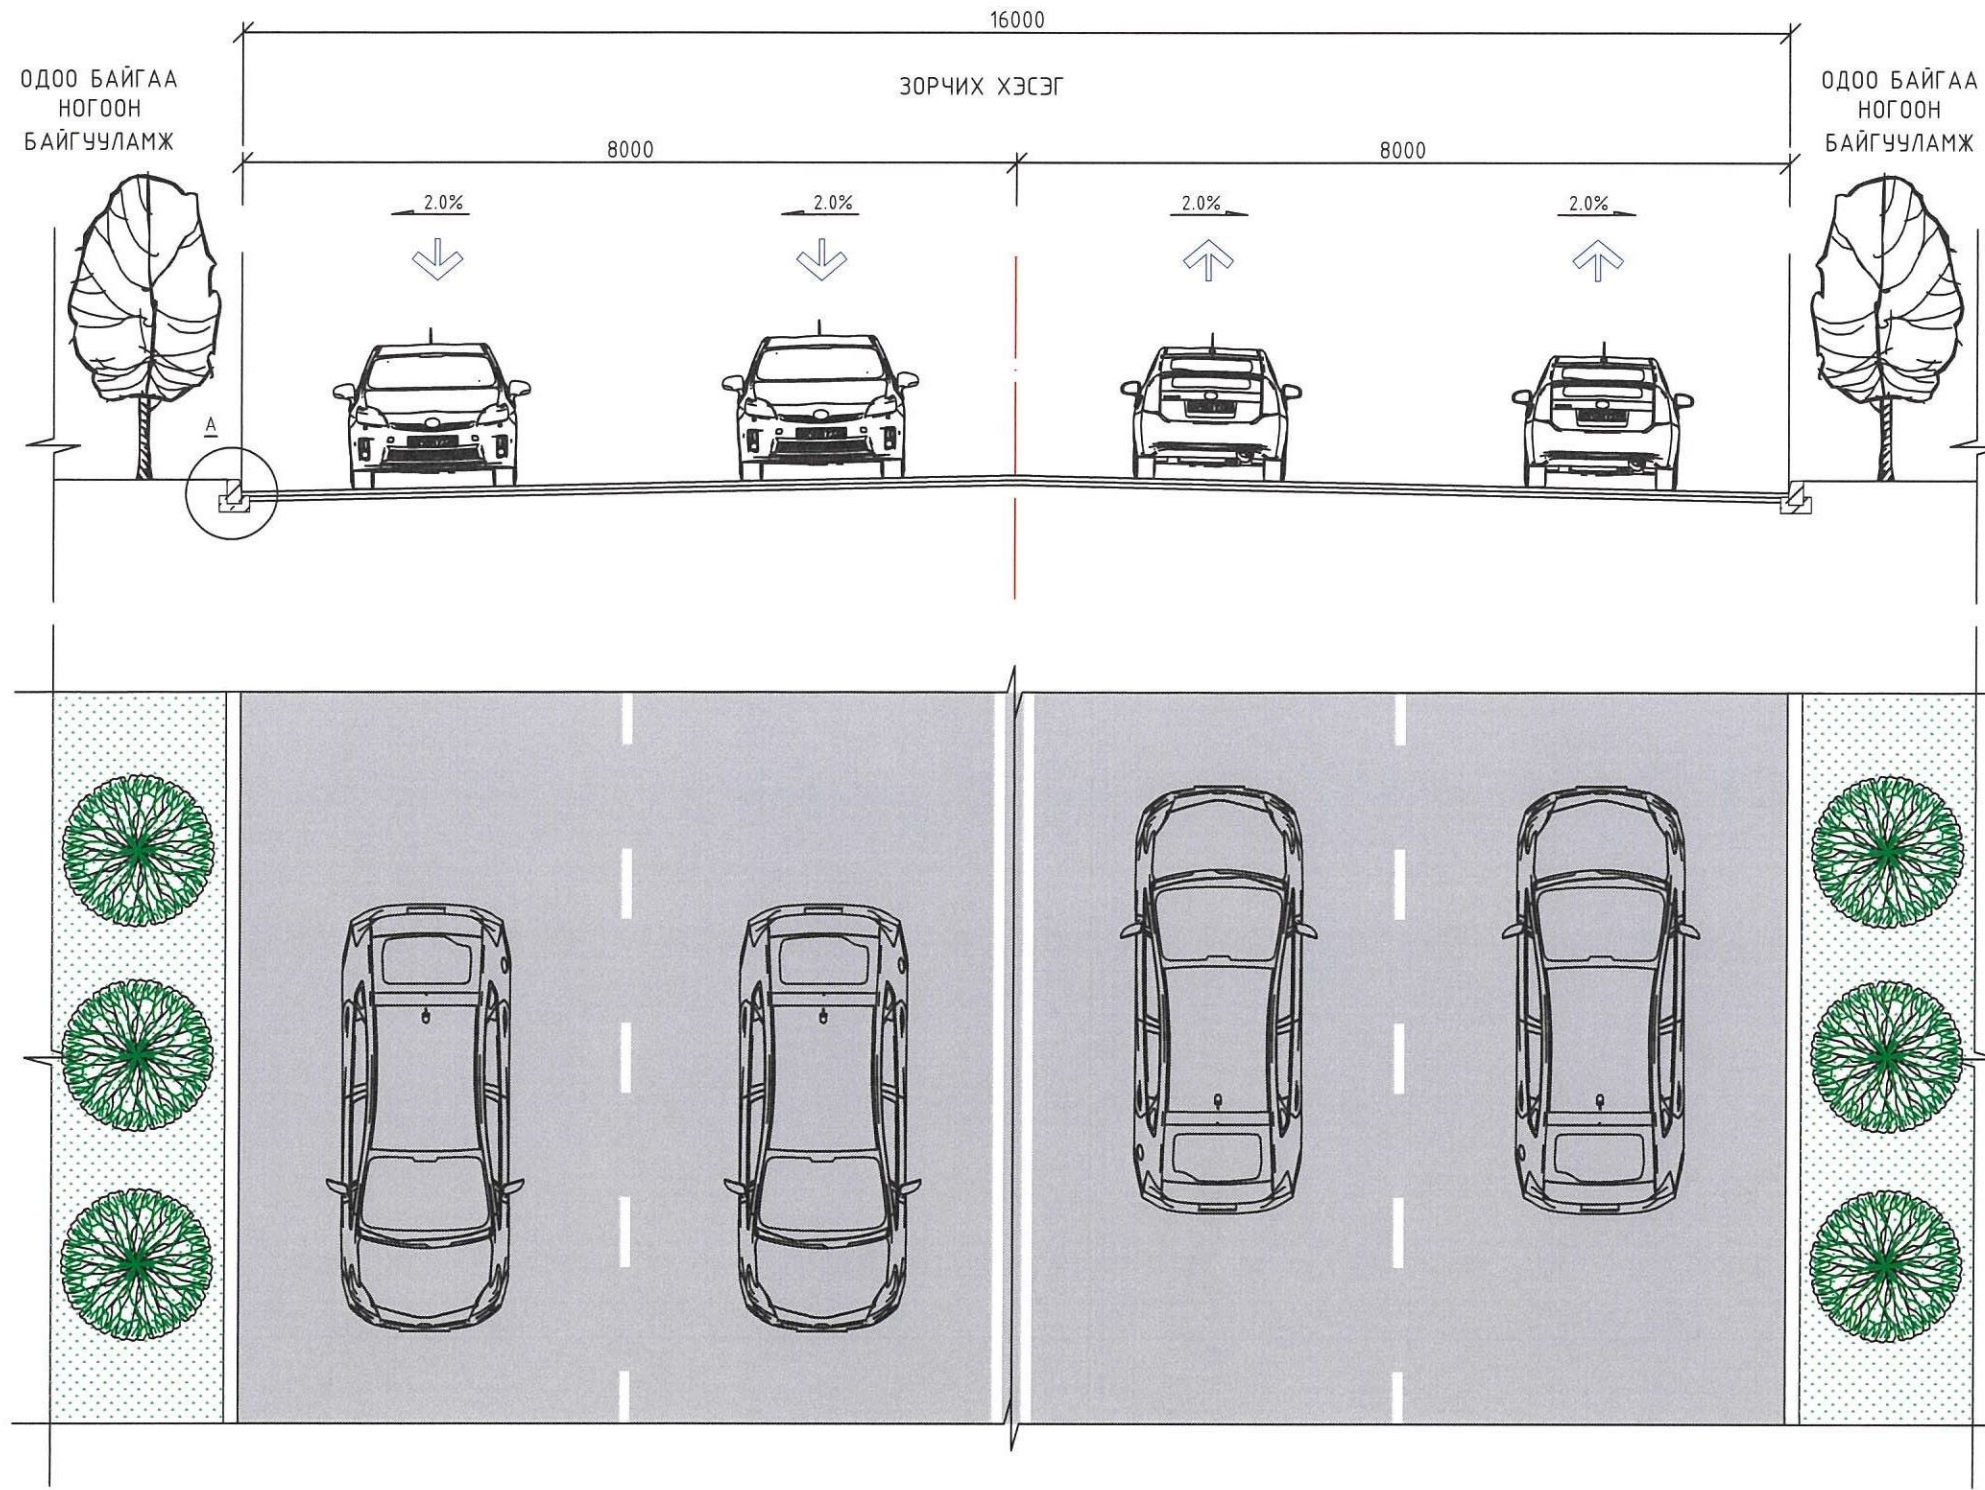 16000
ОДОО БАЙГАА
НОГООН
БАЙГУУЛАМЖ
ЗОРЧИХ ХЭСЭГ
ОДОО БАЙГАА
НОГООН
БАЙГУУЛАМЖ
8000
8000
2.0%
2.0%
2.0%
2.0%
А